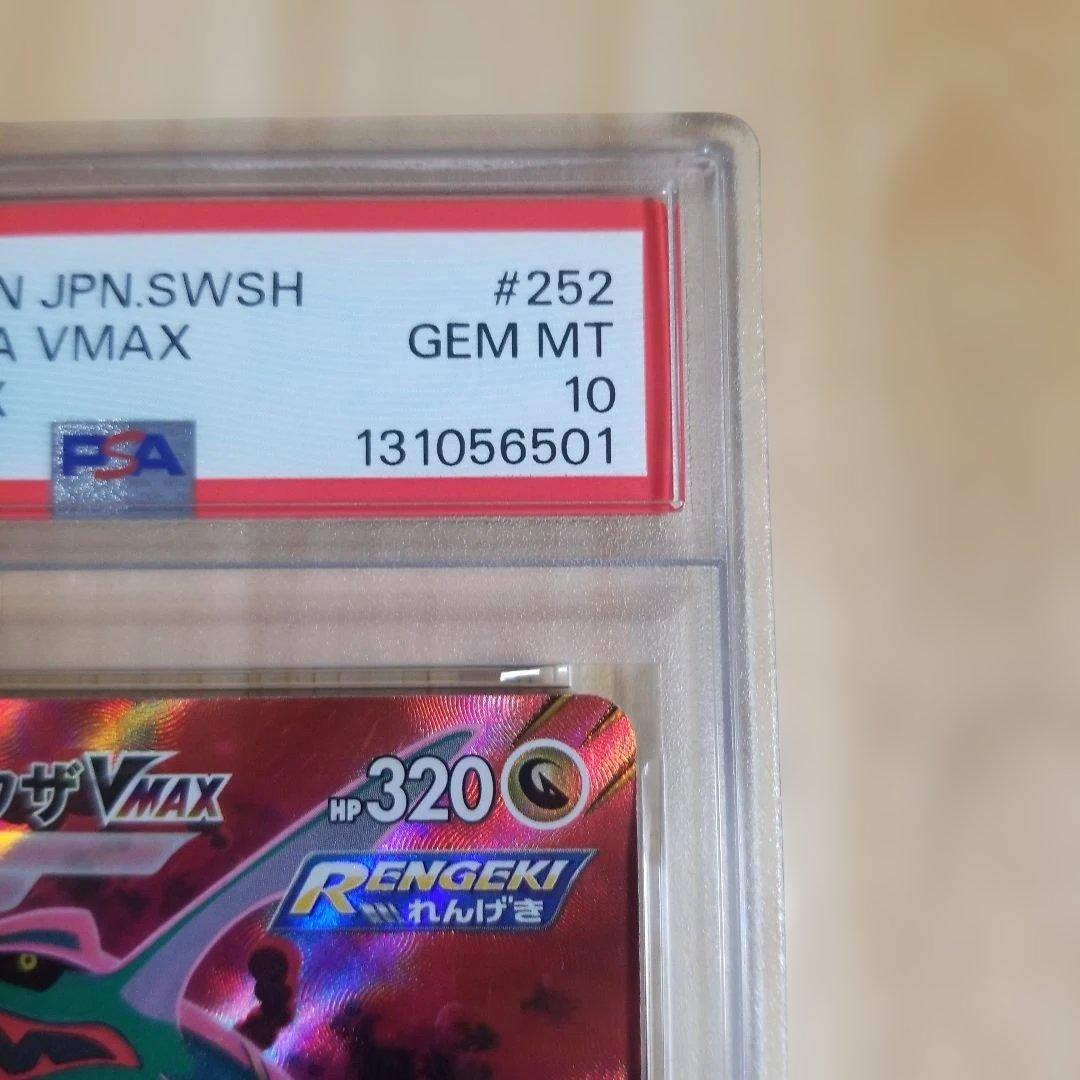 N JPN.SWSH #252
A VMAX GEM MT
X 10
PSA 131056501
クザVMAX HP320
RENGEKI
れんげき